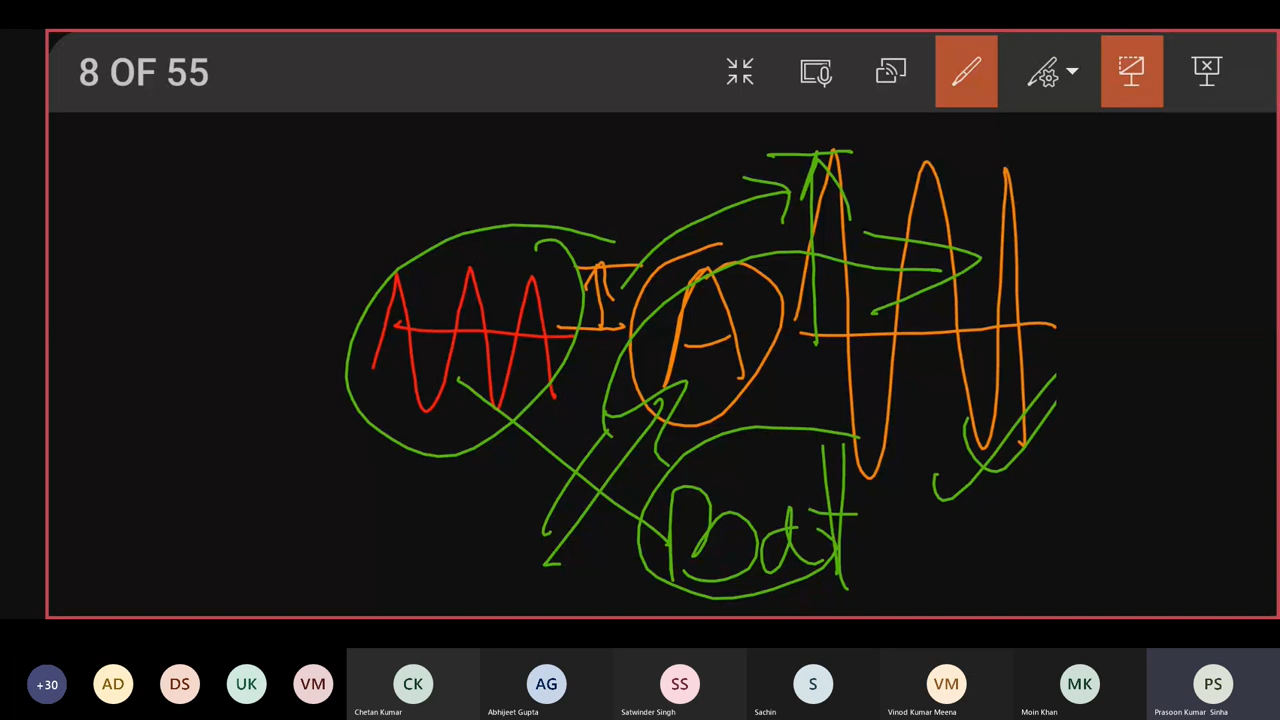 8 OF 55
A
Bat
+30
AD
DS
UK
VM
CK
AG
SS
S
VM
MK
PS
Chetan Kumar
Abhijeet Gupta
Satwinder Singh
Sachin
Vinod Kumar Meena
Moin Khan
Prasoon Kumar Sinha